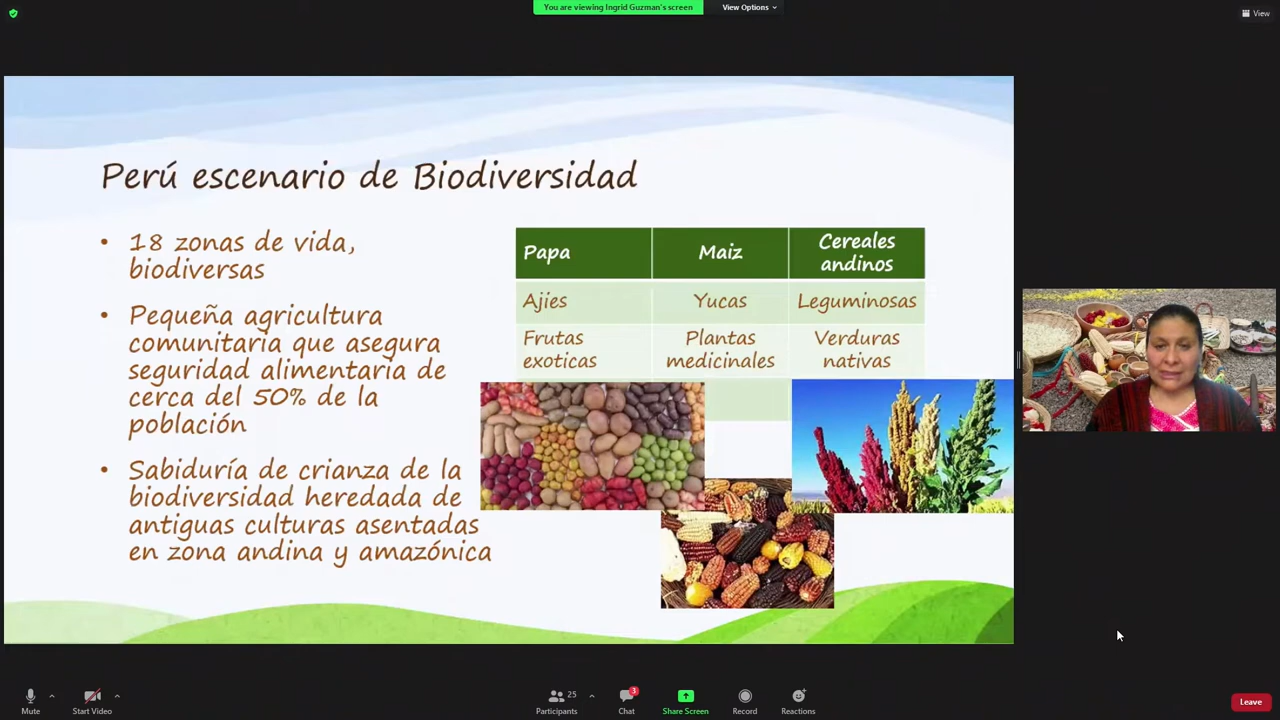 You are viewing Ingrid Guzman's screen
View Options
View
Perú escenario de Biodiversidad
• 18 zonas de vida,
biodiversas
• Pequeña agricultura
comunitaria que asegura
seguridad alimentaria de
cerca del 50% de la
población
• Sabiduría de crianza de la
biodiversidad heredada de
antiguas culturas asentadas
en zona andina y amazónica
Papa Maiz Cereales
andinos
Ajies Yucas Leguminosas
Frutas
exoticas
Plantas
medicinales
Verduras
nativas
Mute
Start Video
25
Participants
3
Chat
Share Screen
Record
Reactions
Leave